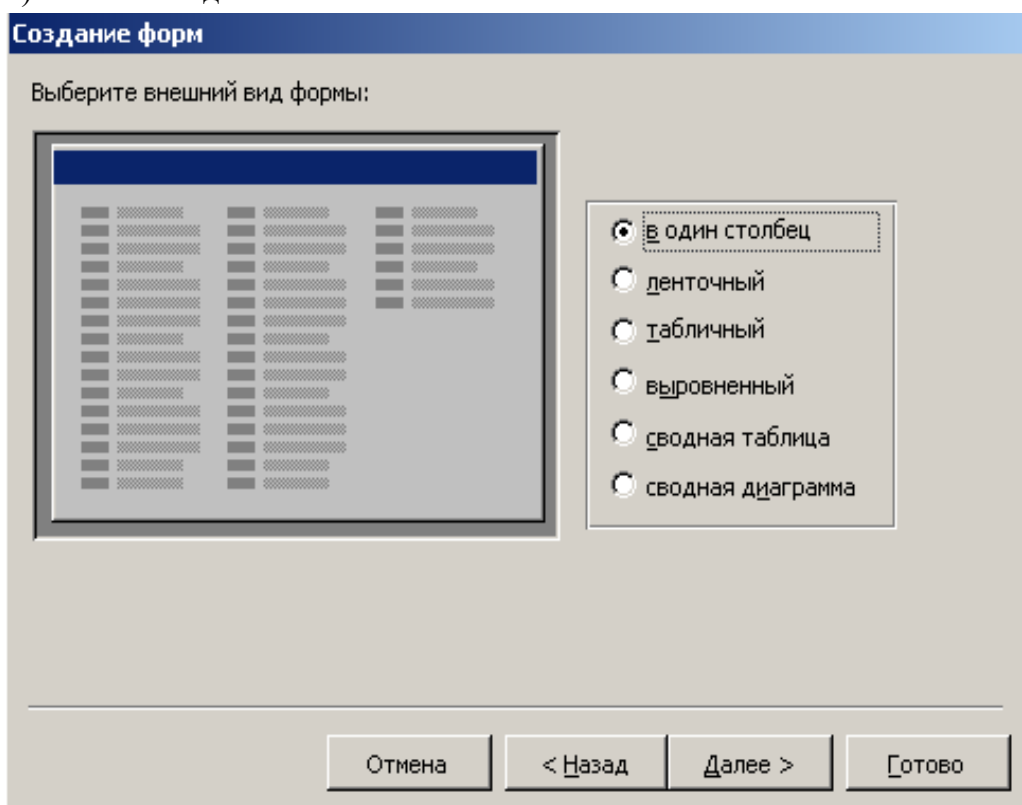 Создание форм
Выберите внешний вид формы:
в один столбец
ленточный
табличный
выровненный
сводная таблица
сводная диаграмма
Отмена
< Назад
Далее >
Готово